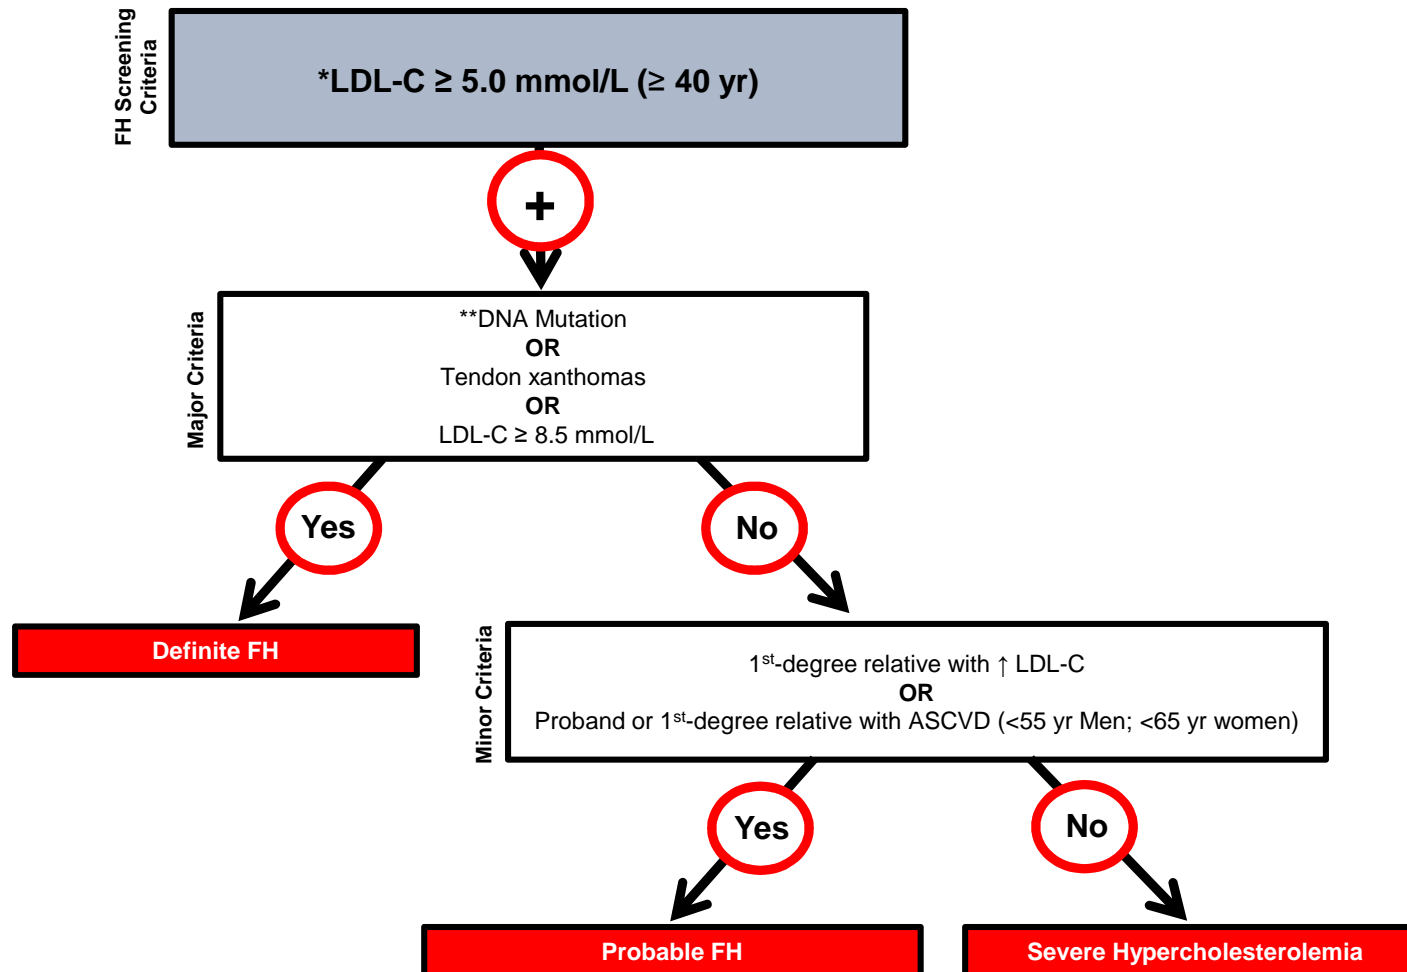 FH Screening
Criteria
*LDL-C ≥ 5.0 mmol/L (≥ 40 yr)
+
Major Criteria
**DNA Mutation
OR
Tendon xanthomas
OR
LDL-C ≥ 8.5 mmol/L
Yes
No
Definite FH
Minor Criteria
1st-degree relative with ↑ LDL-C
OR
Proband or 1st-degree relative with ASCVD (<55 yr Men; <65 yr women)
Yes
No
Probable FH
Severe Hypercholesterolemia